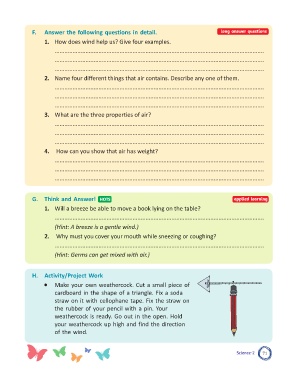 F. Answer the following questions in detail. long answer questions
1. How does wind help us? Give four examples.
2. Name four different things that air contains. Describe any one of them.
3. What are the three properties of air?
4. How can you show that air has weight?
G. Think and Answer! HOTS applied learning
1. Will a breeze be able to move a book lying on the table?
(Hint: A breeze is a gentle wind.)
2. Why must you cover your mouth while sneezing or coughing?
(Hint: Germs can get mixed with air.)
H. Activity/Project Work
• Make your own weathercock. Cut a small piece of
cardboard in the shape of a triangle. Fix a soda
straw on it with cellophane tape. Fix the straw on
the rubber of your pencil with a pin. Your
weathercock is ready. Go out in the open. Hold
your weathercock up high and find the direction
of the wind.
Science-2